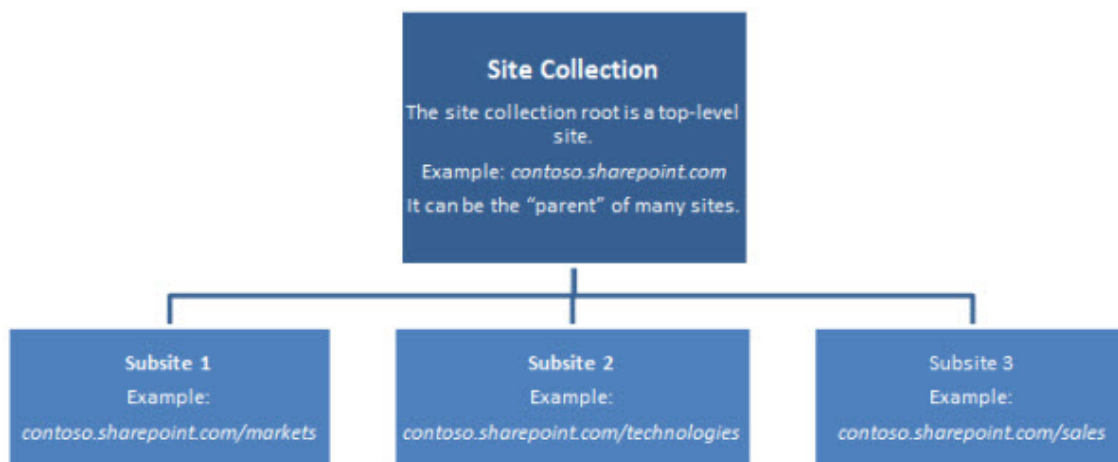 Site Collection
The site collection root is a top-level
site.
Example: contoso.sharepoint.com
It can be the “parent” of many sites.
Subsite 1
Example:
contoso.sharepoint.com/markets
Subsite 2
Example:
contoso.sharepoint.com/technologies
Subsite 3
Example:
contoso.sharepoint.com/sales